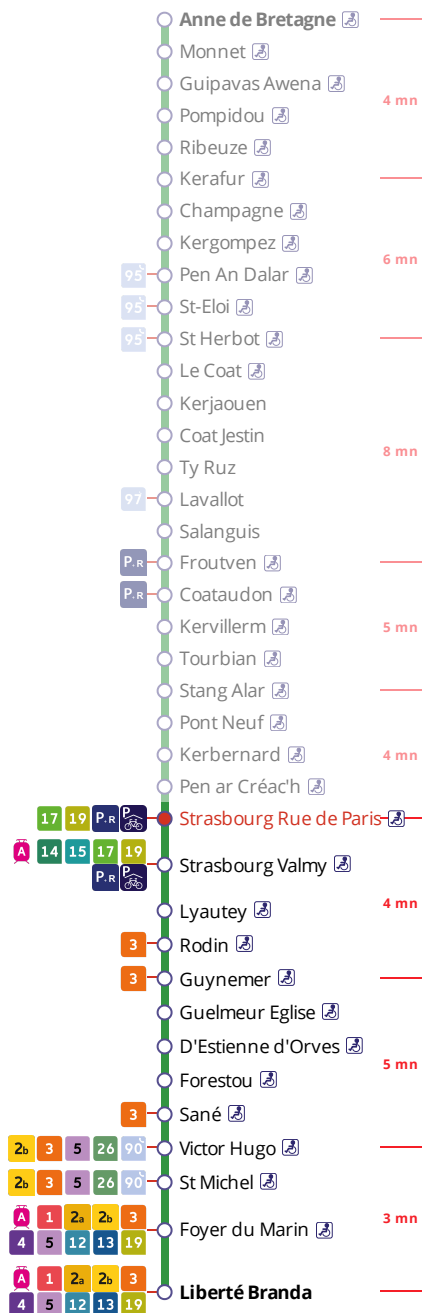 Anne de Bretagne
Monnet
Guipavas Awena
4 mn
Pompidou
Ribeuze
Kerafur
Champagne
Kergompez
6 mn
95 Pen An Dalar
95 St-Eloi
95 St Herbot
Le Coat
Kerjaouen
Coat Jestin
8 mn
Ty Ruz
97 Lavallot
Salanguis
P+R Froutven
P+R Coataudon
Kervillerm
5 mn
Tourbian
Stang Alar
Pont Neuf
Kerbernard
4 mn
Pen ar Créac'h
17 19 P+R P Strasbourg Rue de Paris
A 14 15 17 19
P+R P Strasbourg Valmy
4 mn
Lyautey
3 Rodin
3 Guynemer
Guelmeur Eglise
D'Estienne d'Orves
5 mn
Forestou
3 Sané
2b 3 5 26 90 Victor Hugo
2b 3 5 26 90 St Michel
A 1 2a 2b 3
4 5 12 13 19 Foyer du Marin
3 mn
A 1 2a 2b 3
4 5 12 13 19 Liberté Branda